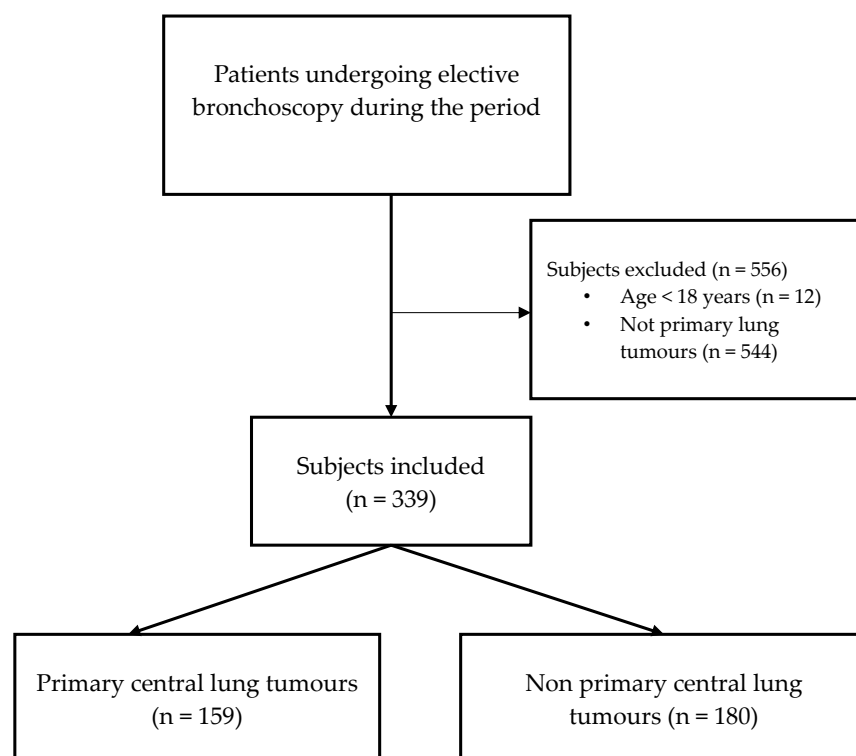 Patients undergoing elective
bronchoscopy during the period
Subjects excluded (n = 556)
• Age < 18 years (n = 12)
• Not primary lung
tumours (n = 544)
Subjects included
(n = 339)
Primary central lung tumours
(n = 159)
Non primary central lung
tumours (n = 180)